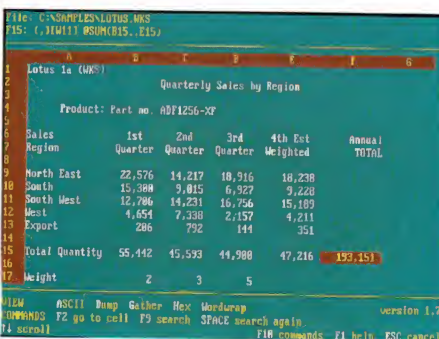 File: C:\SAMPLES\LOTUS.WKS
F15: (,)[W11] @SUM(B15..E15)
A B C D E F G
1 Lotus 1a (WKS)
2 Quarterly Sales by Region
3
4 Product: Part no. ADF1256-XF
5
6 Sales 1st 2nd 3rd 4th Est Annual
7 Region Quarter Quarter Quarter Weighted TOTAL
8
9 North East 22,576 14,217 18,916 18,238
10 South 15,300 9,015 6,927 9,228
11 South West 12,706 14,231 16,756 15,189
12 West 4,654 7,338 2,157 4,211
13 Export 206 792 144 351
14
15 Total Quantity 55,442 45,593 44,900 47,216 193,151
16
17 Weight 2 3 5
VIEW ASCII Dump Gather Hex Wordwrap version 1.7
COMMANDS F2 go to cell F9 search SPACE search again
↑↓ scroll F10 commands F1 help ESC cancel